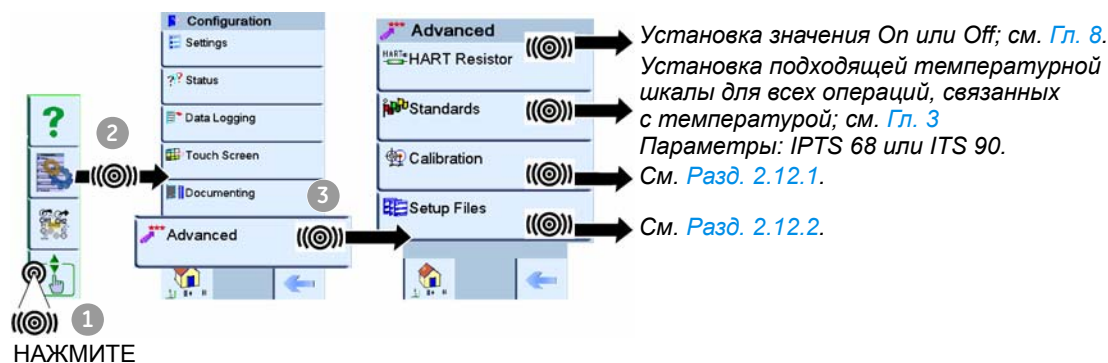 Configuration
Settings
Status
Data Logging
Touch Screen
Documenting
Advanced
2
3
1
НАЖМИТЕ
Advanced
HART HART Resistor
Standards
Calibration
Setup Files
Установка значения On или Off; см. Гл. 8.
Установка подходящей температурной
шкалы для всех операций, связанных
с температурой; см. Гл. 3
Параметры: IPTS 68 или ITS 90.
См. Разд. 2.12.1.
См. Разд. 2.12.2.